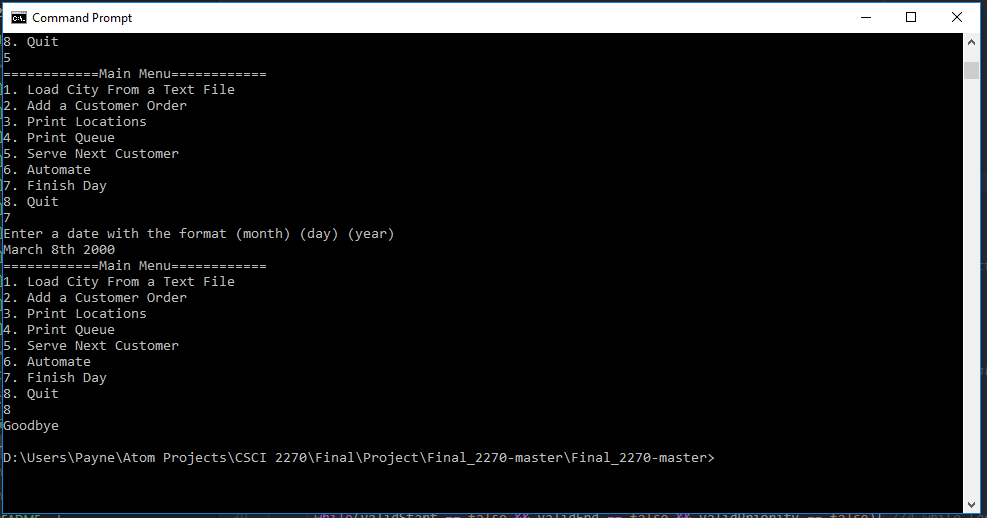 Command Prompt
8. Quit
5
============Main Menu============
1. Load City From a Text File
2. Add a Customer Order
3. Print Locations
4. Print Queue
5. Serve Next Customer
6. Automate
7. Finish Day
8. Quit
7
Enter a date with the format (month) (day) (year)
March 8th 2000
============Main Menu============
1. Load City From a Text File
2. Add a Customer Order
3. Print Locations
4. Print Queue
5. Serve Next Customer
6. Automate
7. Finish Day
8. Quit
8
Goodbye
D:\Users\Payne\Atom Projects\CSCI 2270\Final\Project\Final_2270-master\Final_2270-master>